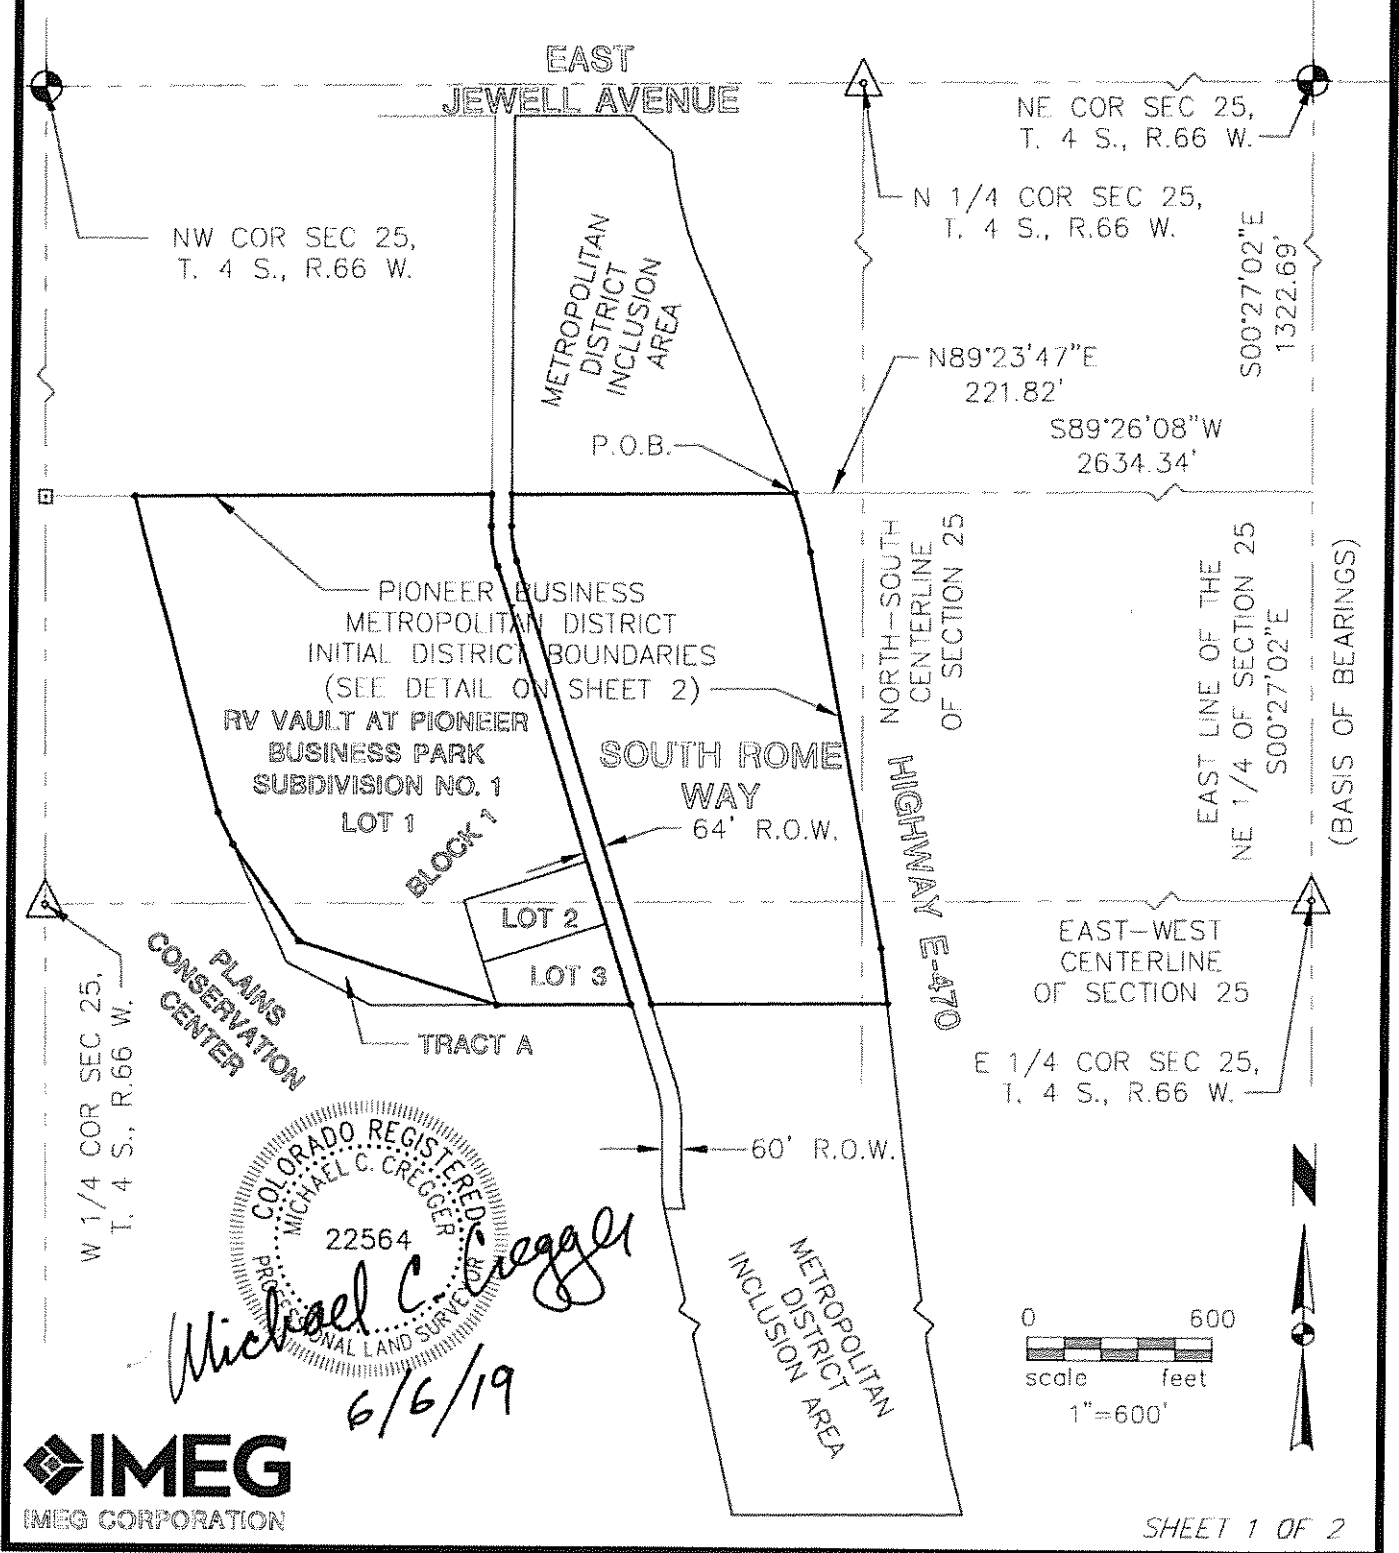 EAST
JEWELL AVENUE
NE COR SEC 25,
T. 4 S., R.66 W.
N 1/4 COR SEC 25,
T. 4 S., R.66 W.
NW COR SEC 25,
T. 4 S., R.66 W.
S00°27'02"E
1322.69'
METROPOLITAN
DISTRICT
INCLUSION
AREA
N89°23'47"E
221.82'
S89°26'08"W
2634.34'
P.O.B.
NORTH-SOUTH
CENTERLINE
OF SECTION 25
EAST LINE OF THE
NE 1/4 OF SECTION 25
S00°27'02"E
(BASIS OF BEARINGS)
PIONEER BUSINESS
METROPOLITAN DISTRICT
INITIAL DISTRICT BOUNDARIES
(SEE DETAIL ON SHEET 2)
RV VAULT AT PIONEER
BUSINESS PARK
SUBDIVISION NO. 1
LOT 1
BLOCK 1
SOUTH ROME
WAY
64' R.O.W.
HIGHWAY E-470
LOT 2
LOT 3
EAST-WEST
CENTERLINE
OF SECTION 25
PLAINS
CONSERVATION
CENTER
TRACT A
W 1/4 COR SEC 25,
T. 4 S., R.66 W.
E 1/4 COR SEC 25,
T. 4 S., R.66 W.
60' R.O.W.
COLORADO REGISTERED
MICHAEL C. CREGGER
22564
PROFESSIONAL LAND SURVEYOR
Michael C. Cregger
6/6/19
METROPOLITAN
DISTRICT
INCLUSION AREA
N
0 600
scale feet
1"=600'
IMEG
IMEG CORPORATION
SHEET 1 OF 2